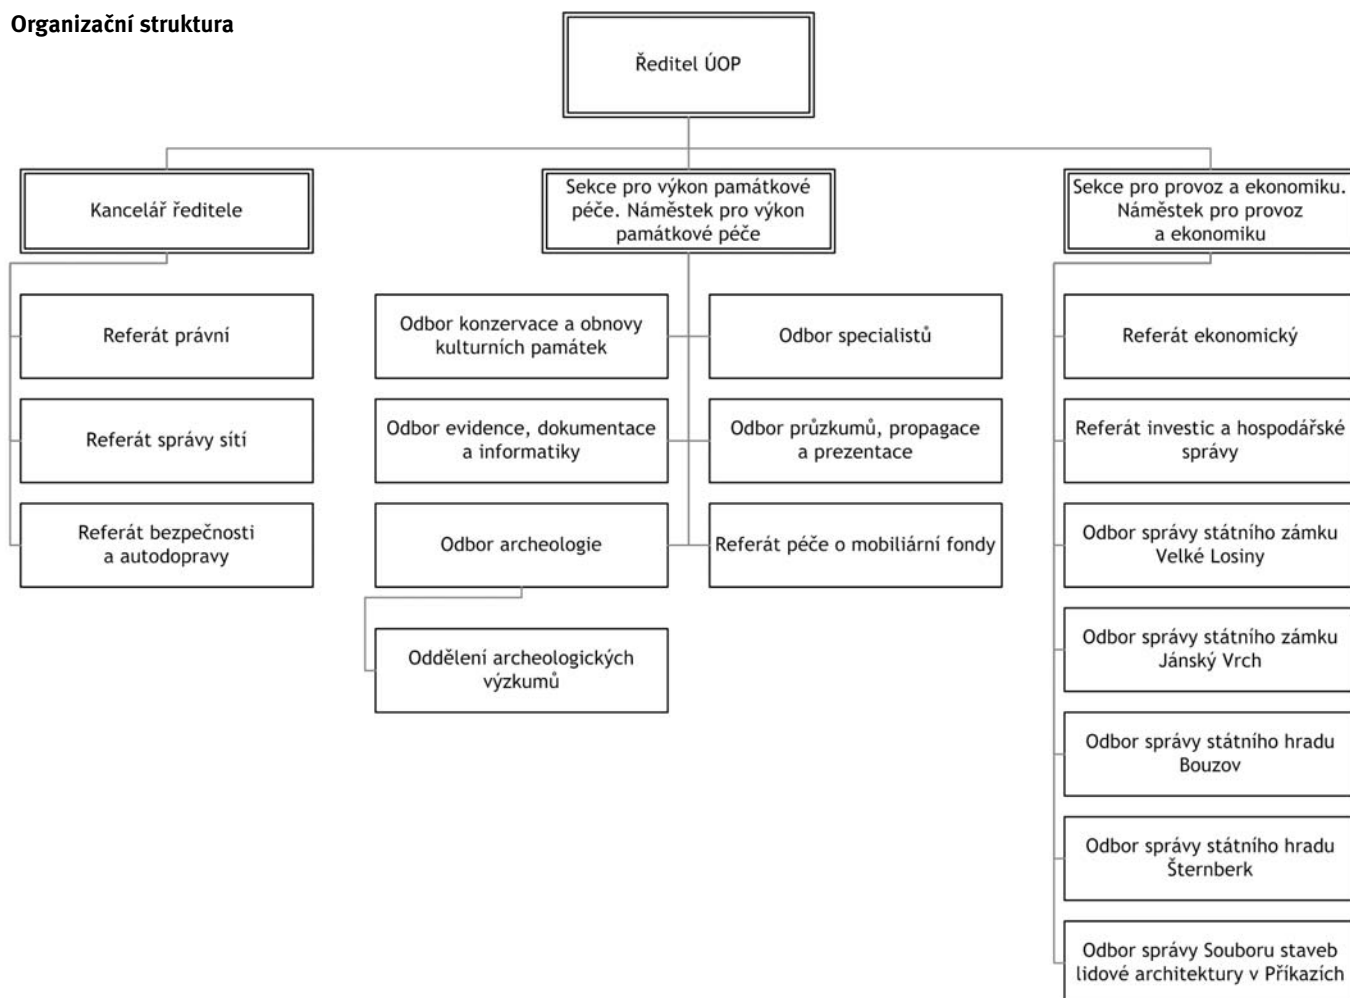 Organizační struktura
Ředitel ÚOP
Kancelář ředitele
Sekce pro výkon památkové
péče. Náměstek pro výkon
památkové péče
Sekce pro provoz a ekonomiku.
Náměstek pro provoz
a ekonomiku
Referát právní
Referát správy sítí
Referát bezpečnosti
a autodopravy
Odbor konzervace a obnovy
kulturních památek
Odbor specialistů
Odbor evidence, dokumentace
a informatiky
Odbor průzkumů, propagace
a prezentace
Odbor archeologie
Referát péče o mobiliární fondy
Oddělení archeologických
výzkumů
Referát ekonomický
Referát investic a hospodářské
správy
Odbor správy státního zámku
Velké Losiny
Odbor správy státního zámku
Jánský Vrch
Odbor správy státního hradu
Bouzov
Odbor správy státního hradu
Šternberk
Odbor správy Souboru staveb
lidové architektury v Příkazích